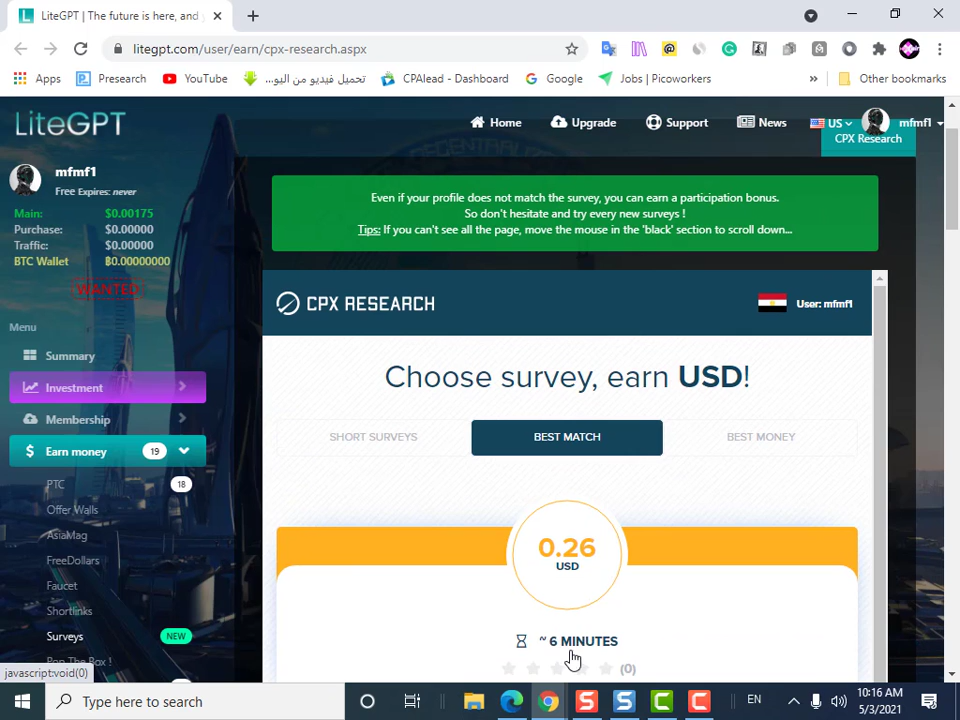 LiteGPT | The future is here, and
litegpt.com/user/earn/cpx-research.aspx
Apps
Presearch
YouTube
تحميل فيديو من اليو...
CPAlead - Dashboard
Google
Jobs | Picoworkers
»
Other bookmarks
LiteGPT
Home
Upgrade
Support
News
US
mfmf1
CPX Research
mfmf1
Free Expires: never
Main: $0.00175
Purchase: $0.00000
Traffic: $0.00000
BTC Wallet ฿0.00000000
WANTED
Menu
Summary
Investment
Membership
Earn money 19
PTC 18
Offer Walls
AsiaMag
FreeDollars
Faucet
Shortlinks
Surveys NEW
Pop The Box !
javascript:void(0)
Even if your profile does not match the survey, you can earn a participation bonus.
So don't hesitate and try every new surveys !
Tips: If you can't see all the page, move the mouse in the 'black' section to scroll down...
CPX RESEARCH
User: mfmf1
Choose survey, earn USD!
SHORT SURVEYS
BEST MATCH
BEST MONEY
0.26
USD
~ 6 MINUTES
(0)
Type here to search
EN
10:16 AM
5/3/2021